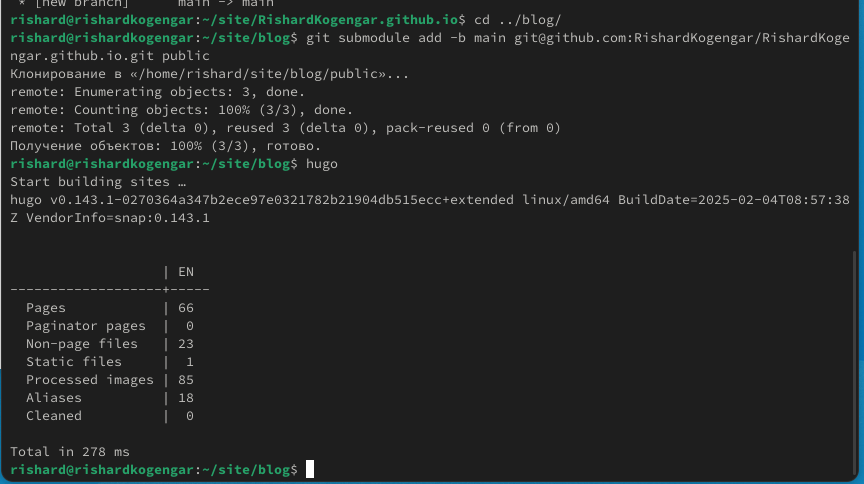 * [new branch]      main -> main
rishard@rishardkogengar:~/site/RishardKogengar.github.io$ cd ../blog/
rishard@rishardkogengar:~/site/blog$ git submodule add -b main git@github.com:RishardKogengar/RishardKoge
ngar.github.io.git public
Клонирование в «/home/rishard/site/blog/public»...
remote: Enumerating objects: 3, done.
remote: Counting objects: 100% (3/3), done.
remote: Total 3 (delta 0), reused 3 (delta 0), pack-reused 0 (from 0)
Получение объектов: 100% (3/3), готово.
rishard@rishardkogengar:~/site/blog$ hugo
Start building sites …
hugo v0.143.1-0270364a347b2ece97e0321782b21904db515ecc+extended linux/amd64 BuildDate=2025-02-04T08:57:38
Z VendorInfo=snap:0.143.1
                   | EN
-------------------+-----
  Pages            | 66
  Paginator pages  |  0
  Non-page files   | 23
  Static files     |  1
  Processed images | 85
  Aliases          | 18
  Cleaned          |  0
Total in 278 ms
rishard@rishardkogengar:~/site/blog$